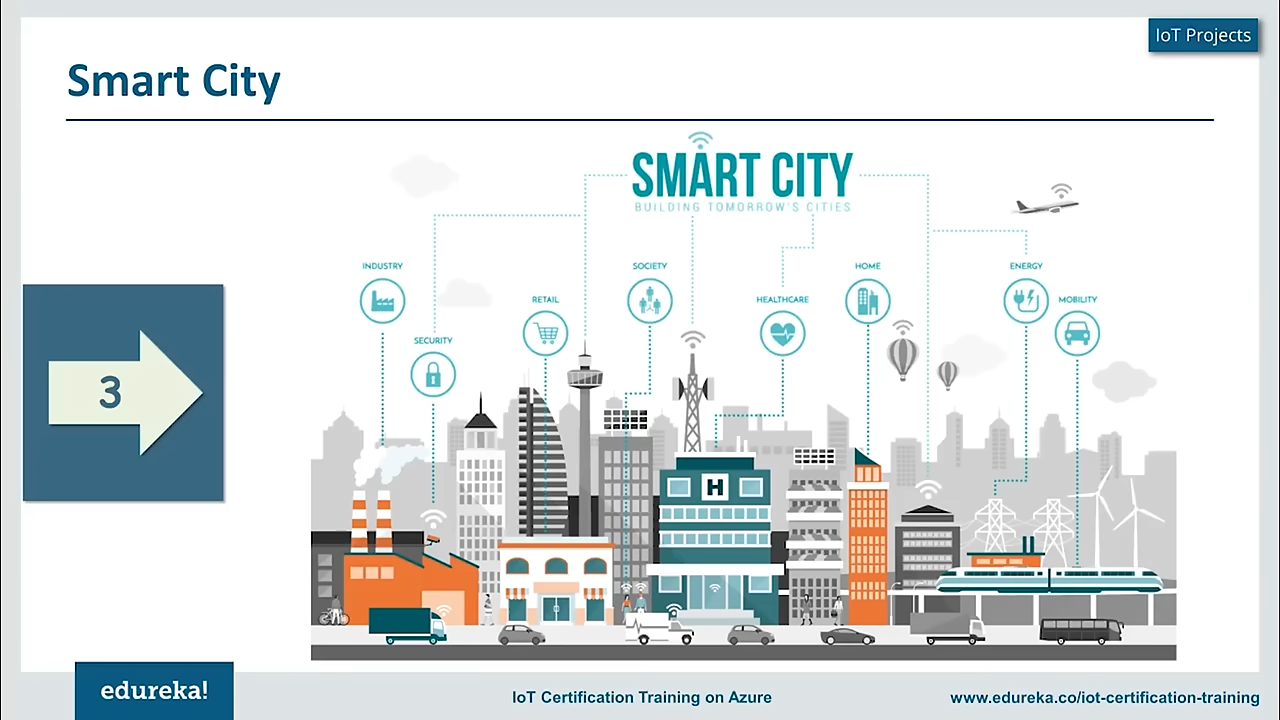 IoT Projects
Smart City
SMART CITY
BUILDING TOMORROW'S CITIES
INDUSTRY
SOCIETY
HOME
ENERGY
RETAIL
HEALTHCARE
MOBILITY
SECURITY
3
H
edureka!
IoT Certification Training on Azure
www.edureka.co/iot-certification-training